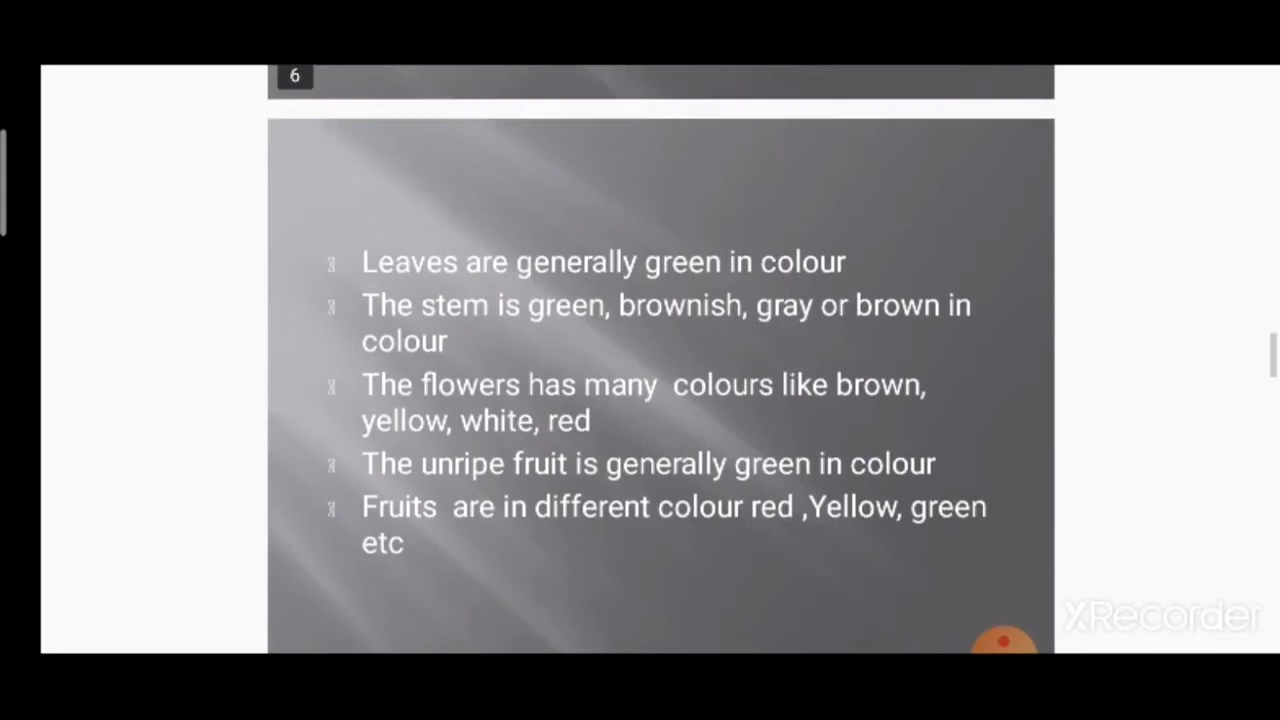 6
Leaves are generally green in colour
The stem is green, brownish, gray or brown in
colour
The flowers has many  colours like brown,
yellow, white, red
The unripe fruit is generally green in colour
Fruits  are in different colour red ,Yellow, green
etc
XRecorder